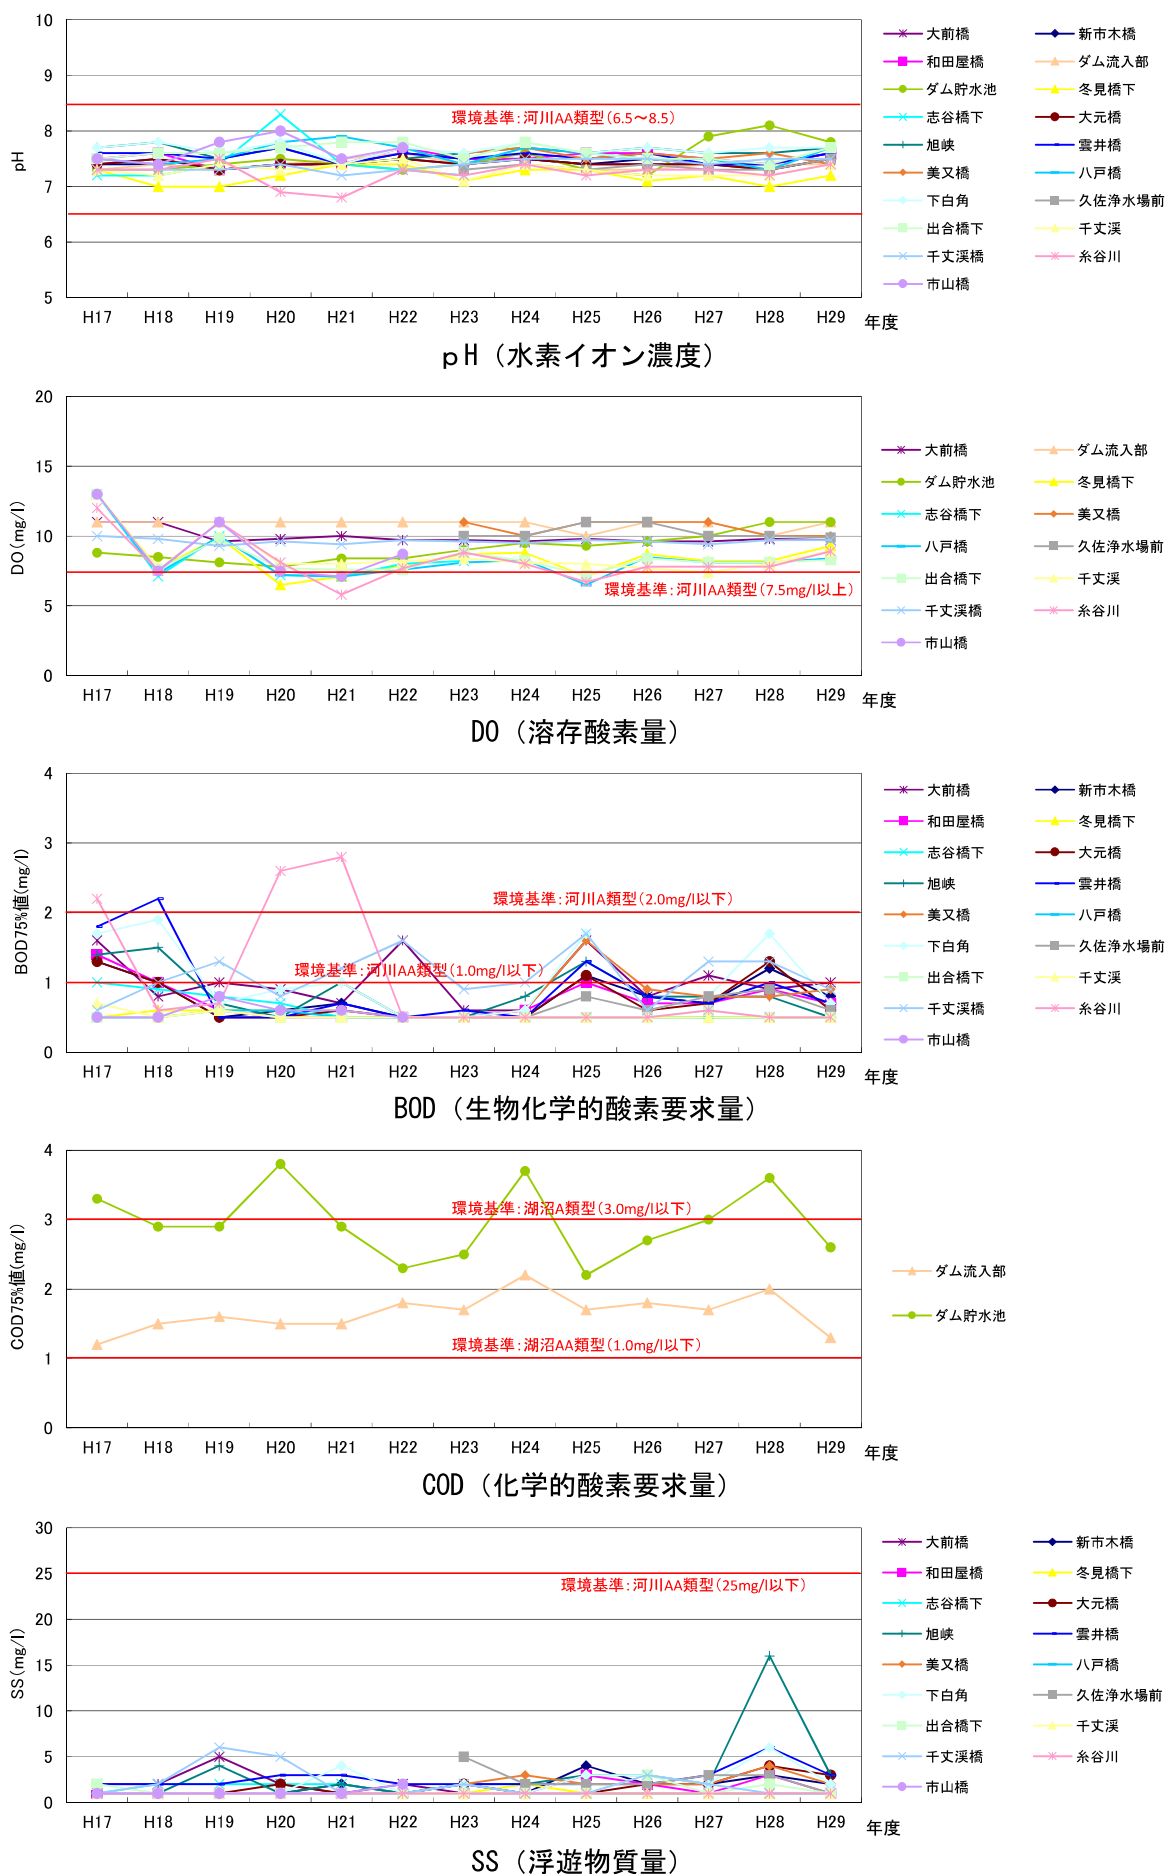 10
9
8
7
6
5
pH
環境基準：河川AA類型(6.5～8.5)
H17 H18 H19 H20 H21 H22 H23 H24 H25 H26 H27 H28 H29 年度
大前橋 新市木橋
和田屋橋 ダム流入部
ダム貯水池 冬見橋下
志谷橋下 大元橋
旭峡 雲井橋
美又橋 八戸橋
下白角 久佐浄水場前
出合橋下 千丈渓
千丈渓橋 糸谷川
市山橋
pH（水素イオン濃度）
20
15
10
5
0
DO(mg/l)
環境基準：河川AA類型(7.5mg/l以上)
H17 H18 H19 H20 H21 H22 H23 H24 H25 H26 H27 H28 H29 年度
大前橋 ダム流入部
ダム貯水池 冬見橋下
志谷橋下 美又橋
八戸橋 久佐浄水場前
出合橋下 千丈渓
千丈渓橋 糸谷川
市山橋
DO（溶存酸素量）
4
3
2
1
0
BOD75%値(mg/l)
環境基準：河川A類型(2.0mg/l以下)
環境基準：河川AA類型(1.0mg/l以下)
H17 H18 H19 H20 H21 H22 H23 H24 H25 H26 H27 H28 H29 年度
大前橋 新市木橋
和田屋橋 冬見橋下
志谷橋下 大元橋
旭峡 雲井橋
美又橋 八戸橋
下白角 久佐浄水場前
出合橋下 千丈渓
千丈渓橋 糸谷川
市山橋
BOD（生物化学的酸素要求量）
4
3
2
1
0
COD75%値(mg/l)
環境基準：湖沼A類型(3.0mg/l以下)
環境基準：湖沼AA類型(1.0mg/l以下)
H17 H18 H19 H20 H21 H22 H23 H24 H25 H26 H27 H28 H29 年度
ダム流入部
ダム貯水池
COD（化学的酸素要求量）
30
25
20
15
10
5
0
SS(mg/l)
環境基準：河川AA類型(25mg/l以下)
H17 H18 H19 H20 H21 H22 H23 H24 H25 H26 H27 H28 H29 年度
大前橋 新市木橋
和田屋橋 冬見橋下
志谷橋下 大元橋
旭峡 雲井橋
美又橋 八戸橋
下白角 久佐浄水場前
出合橋下 千丈渓
千丈渓橋 糸谷川
市山橋
SS（浮遊物質量）